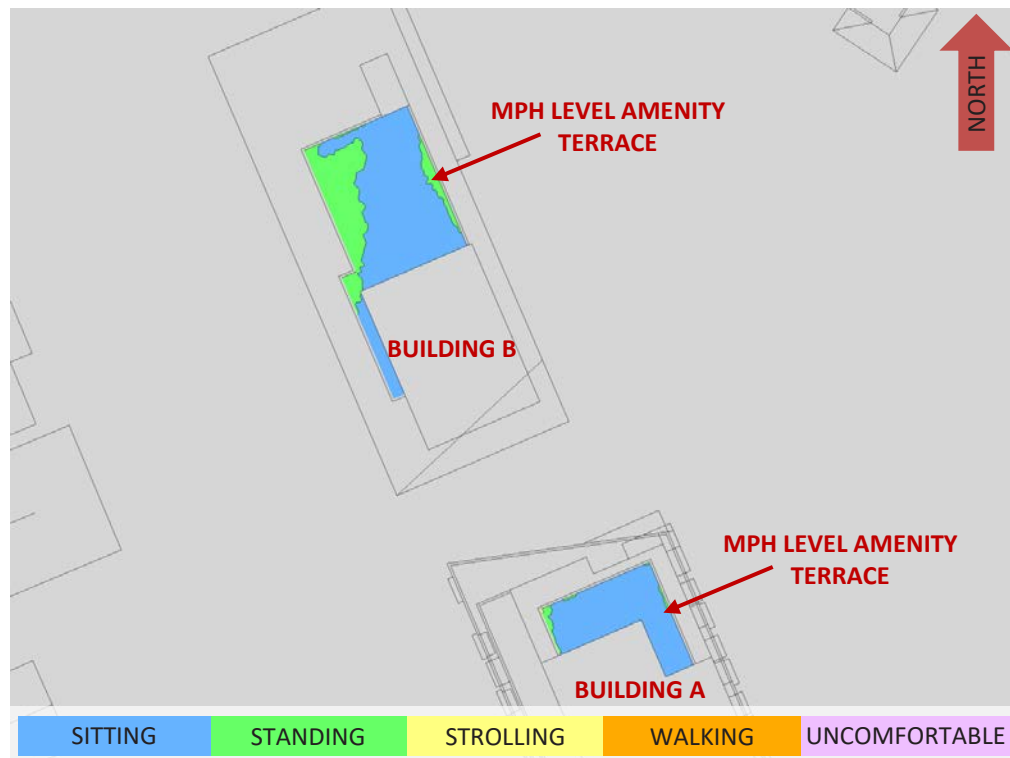 NORTH
MPH LEVEL AMENITY
TERRACE
BUILDING B
MPH LEVEL AMENITY
TERRACE
BUILDING A
SITTING
STANDING
STROLLING
WALKING
UNCOMFORTABLE